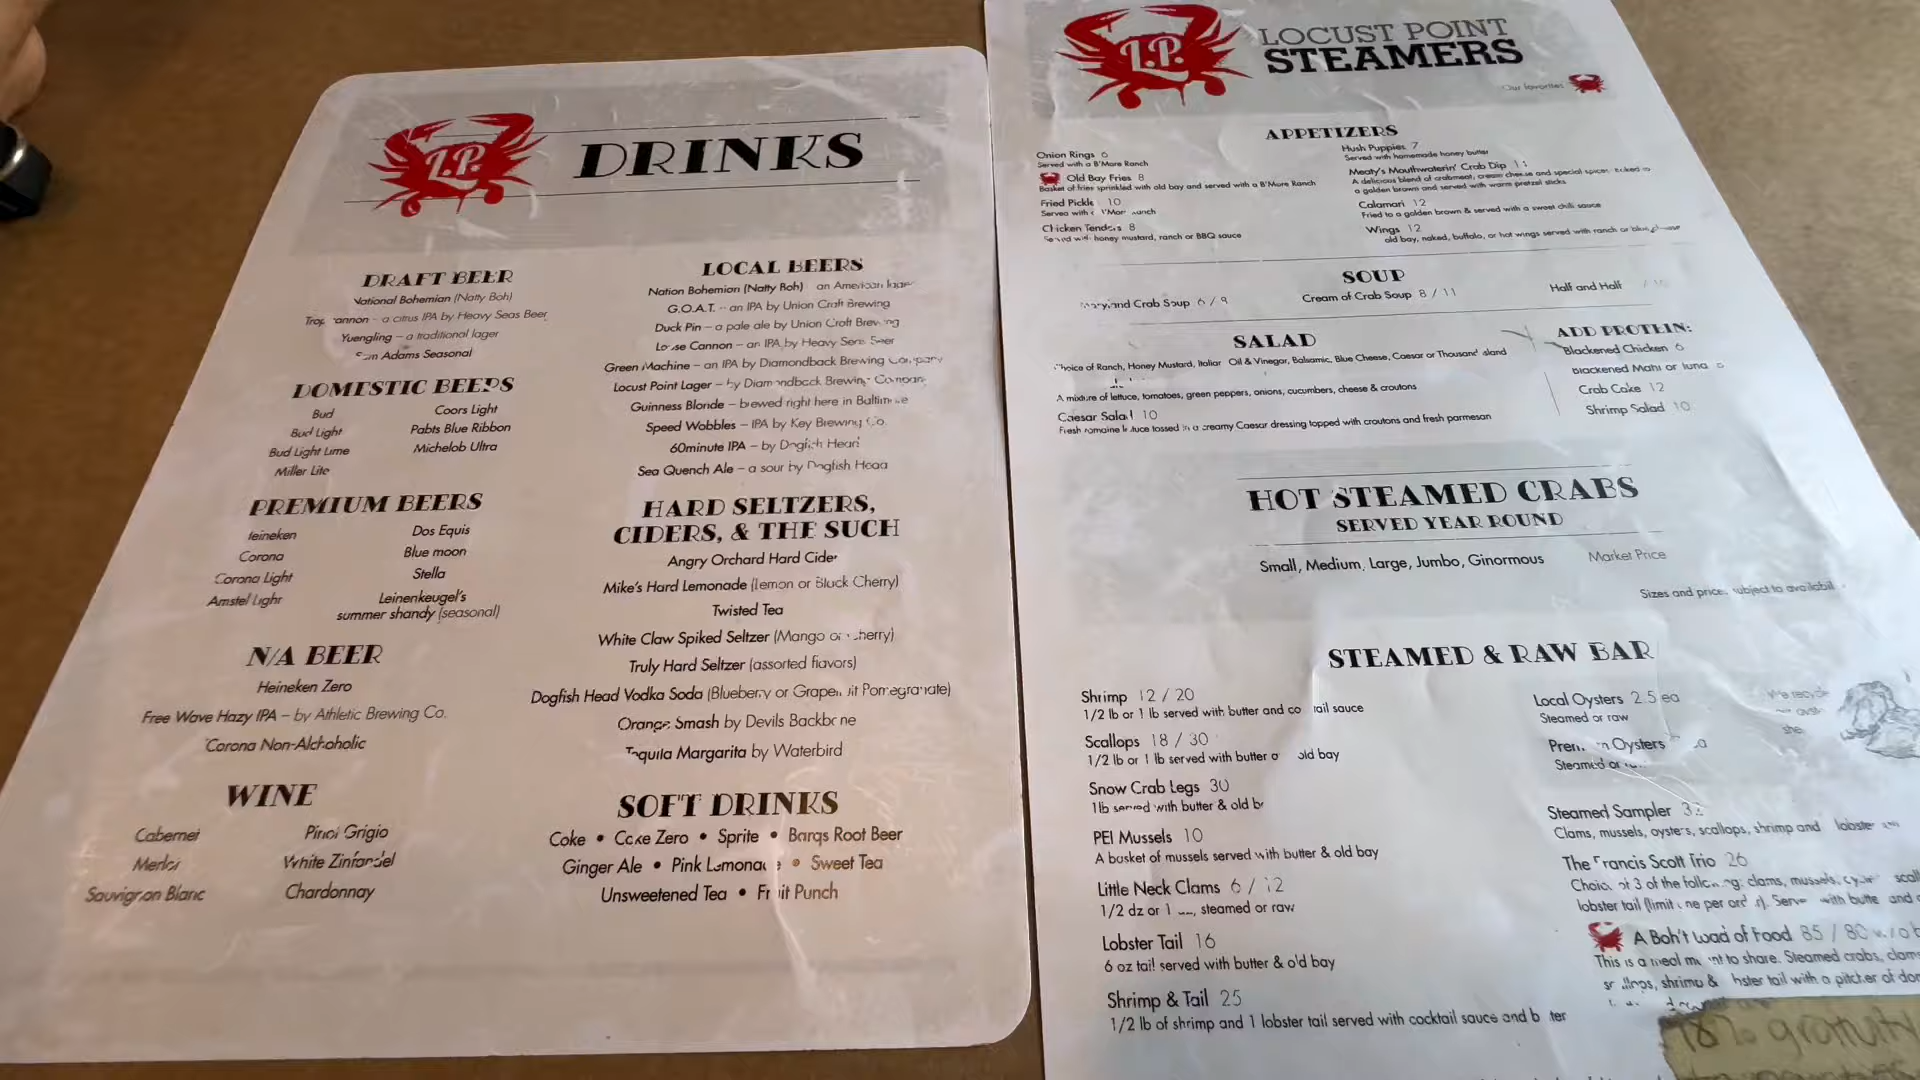 L.P.
DRINKS
DRAFT BEER
National Bohemian (Natty Boh)
– a citrus IPA by Heavy Seas Beer
Yuengling – a traditional lager
Adams Seasonal
DOMESTIC BEERS
Bud
Bud Light
Bud Light Lime
Miller Lite
Coors Light
Pabts Blue Ribbon
Michelob Ultra
PREMIUM BEERS
Heineken
Corona
Corona Light
Amstel Light
Dos Equis
Blue moon
Stella
Leinenkeugel's
summer shandy (seasonal)
N/A BEER
Heineken Zero
Free Wave Hazy IPA – by Athletic Brewing Co.
Corona Non-Alchoholic
WINE
Cabernet
Merlot
Sauvignon Blanc
Pinot Grigio
White Zinfandel
Chardonnay
LOCAL BEERS
Nation Bohemian (Natty Boh) – an American lager
G.O.A.T. – an IPA by Union Craft Brewing
Duck Pin – a pale ale by Union Craft Brewing
Loose Cannon – an IPA by Heavy Seas Beer
Green Machine – an IPA by Diamondback Brewing Company
Locust Point Lager – by Diamondback Brewing Company
Guinness Blonde – brewed right here in Baltimore
Speed Wobbles – IPA by Key Brewing Co.
60minute IPA – by Dogfish Head
Sea Quench Ale – a sour by Dogfish Head
HARD SELTZERS,
CIDERS, & THE SUCH
Angry Orchard Hard Cider
Mike's Hard Lemonade (lemon or Black Cherry)
Twisted Tea
White Claw Spiked Seltzer (Mango or Cherry)
Truly Hard Seltzer (assorted flavors)
Dogfish Head Vodka Soda (Blueberry or Grapefruit Pomegranate)
Orange Smash by Devils Backbone
Tequila Margarita by Waterbird
SOFT DRINKS
Coke • Coke Zero • Sprite • Barqs Root Beer
Ginger Ale • Pink Lemonade • Sweet Tea
Unsweetened Tea • Fruit Punch
L.P.
LOCUST POINT
STEAMERS
Our favorites
APPETIZERS
Onion Rings 6
Served with a B'More Ranch
Old Bay Fries 8
Basket of fries sprinkled with old bay and served with a B'More Ranch
Fried Pickle 10
Served with a B'More Ranch
Chicken Tenders 8
Served with honey mustard, ranch or BBQ sauce
Hush Puppies 7
Served with homemade honey butter
Meaty's Mouthwaterin' Crab Dip
A delicious blend of crabmeat, cream cheese and special spices. Baked to
a golden brown and served with warm pretzel sticks
Calamari 12
Fried to a golden brown & served with a sweet chili sauce
Wings 12
old bay, naked, buffalo, or hot wings served with ranch or blue cheese
SOUP
Maryland Crab Soup 6 / 9
Cream of Crab Soup 8 / 11
Half and Half
SALAD
Choice of Ranch, Honey Mustard, Italian, Oil & Vinegar, Balsamic, Blue Cheese, Caesar or Thousand Island
A mixture of lettuce, tomatoes, green peppers, onions, cucumbers, cheese & croutons
Caesar Salad 10
Fresh romaine lettuce tossed in a creamy Caesar dressing topped with croutons and fresh parmesan
ADD PROTEIN:
Blackened Chicken 6
Blackened Mahi or Tuna
Crab Cake 12
Shrimp Salad 10
HOT STEAMED CRABS
SERVED YEAR ROUND
Small, Medium, Large, Jumbo, Ginormous Market Price
Sizes and prices subject to availabili
STEAMED & RAW BAR
Shrimp 12 / 20
1/2 lb or 1 lb served with butter and cocktail sauce
Scallops 18 / 30
1/2 lb or 1 lb served with butter or old bay
Snow Crab Legs 30
1lb served with butter & old bay
PEI Mussels 10
A basket of mussels served with butter & old bay
Little Neck Clams 6 / 12
1/2 dz or 1 steamed or raw
Lobster Tail 16
6 oz tail served with butter & old bay
Shrimp & Tail 25
1/2 lb of shrimp and 1 lobster tail served with cocktail sauce and butter
Local Oysters 2.5 ea
Steamed or raw
Premium Oysters
Steamed or
We recycle
our oyster
Steamed Sampler
Clams, mussels, oysters, scallops, shrimp and lobster
The Francis Scott Trio 26
Choice of 3 of the following: clams, mussels,
lobster tail (limit one per order). Served with butter and
A Boh't Load of Food 85 / 80
This is a meal meant to share. Steamed crabs, clams
scallops, shrimp & lobster tail with a pitcher of
18% gratuity